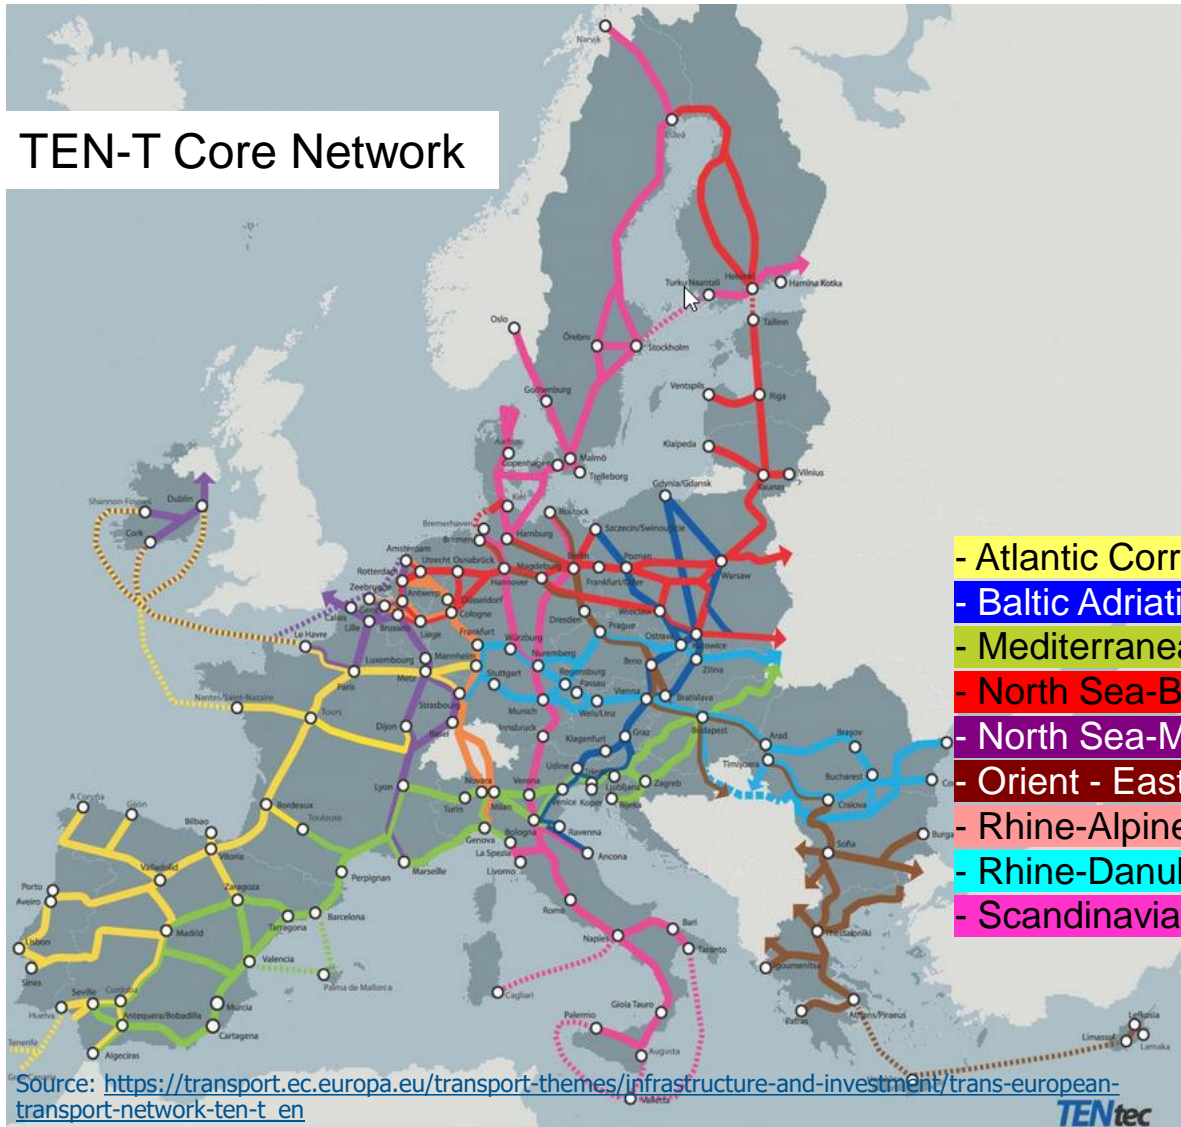 Narvik
Luleå
TEN-T Core Network
Helsinki
Turku Naantali
Hamina Kotka
Oslo
Tallinn
Örebro
Stockholm
Gothenburg
Ventspils
Riga
Aarhus
Klaipeda
Copenhagen
Malmö
Trelleborg
Vilnius
Kaunas
Gdynia/Gdansk
Shannon-Foynes
Dublin
Cork
Rostock
Bremerhaven
Bremen
Hamburg
Szczecin/Swinoujscie
Amsterdam
Rotterdam
Utrecht
Osnabrück
Hannover
Magdeburg
Berlin
Frankfurt/Oder
Poznan
Warsaw
- Atlantic Corr
- Baltic Adriati
- Mediterranea
- North Sea-B
- North Sea-M
- Orient - East
- Rhine-Alpine
- Rhine-Danu
- Scandinavia
Zeebrugge
Antwerp
Düsseldorf
Cologne
Calais
Gent
Lille
Brussels
Liege
Dresden
Wroclaw
Prague
Ostrava
Katowice
Le Havre
Luxembourg
Frankfurt
Mannheim
Würzburg
Nuremberg
Brno
Zilina
Paris
Metz
Stuttgart
Regensburg
Passau
Vienna
Bratislava
Nantes/Saint-Nazaire
Tours
Strasbourg
Munich
Wels/Linz
Dijon
Basel
Innsbruck
Klagenfurt
Graz
Budapest
Arad
Brașov
Timișoara
Bucharest
Craiova
Udine
Ljubljana
Zagreb
Lyon
Novara
Turin
Milan
Verona
Venice
Koper
Rijeka
A Coruña
Gijón
Bilbao
Bordeaux
Toulouse
Genova
Bologna
Ravenna
La Spezia
Livorno
Ancona
Vitoria
Valladolid
Marseille
Perpignan
Sofia
Burga
Porto
Aveiro
Zaragoza
Barcelona
Tarragona
Roma
Bari
Naples
Taranto
Thessaloniki
Lisbon
Sines
Madrid
Valencia
Palma de Mallorca
Cagliari
Igoumenitsa
Seville
Cordoba
Huelva
Antequera/Bobadilla
Murcia
Cartagena
Algeciras
Palermo
Gioia Tauro
Augusta
Valletta
Patras
Athens/Piraeus
Lefkosia
Limassol
Larnaka
Tenerife
Source: https://transport.ec.europa.eu/transport-themes/infrastructure-and-investment/trans-european-
transport-network-ten-t_en
TENtec